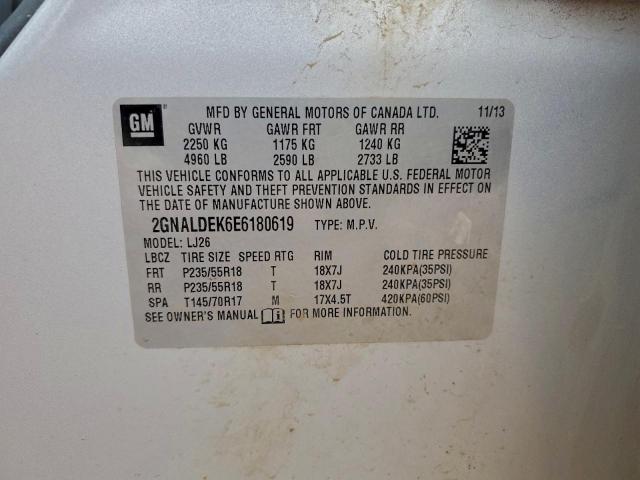 GM
MFD BY GENERAL MOTORS OF CANADA LTD. 11/13
GVWR GAWR FRT GAWR RR
2250 KG 1175 KG 1240 KG
4960 LB 2590 LB 2733 LB
THIS VEHICLE CONFORMS TO ALL APPLICABLE U.S. FEDERAL MOTOR
VEHICLE SAFETY AND THEFT PREVENTION STANDARDS IN EFFECT ON
THE DATE OF MANUFACTURE SHOWN ABOVE.
2GNALDEK6E6180619 TYPE: M.P.V.
MODEL: LJ26
LBCZ TIRE SIZE SPEED RTG RIM COLD TIRE PRESSURE
FRT P235/55R18 T 18X7J 240KPA(35PSI)
RR P235/55R18 T 18X7J 240KPA(35PSI)
SPA T145/70R17 M 17X4.5T 420KPA(60PSI)
SEE OWNER'S MANUAL FOR MORE INFORMATION.